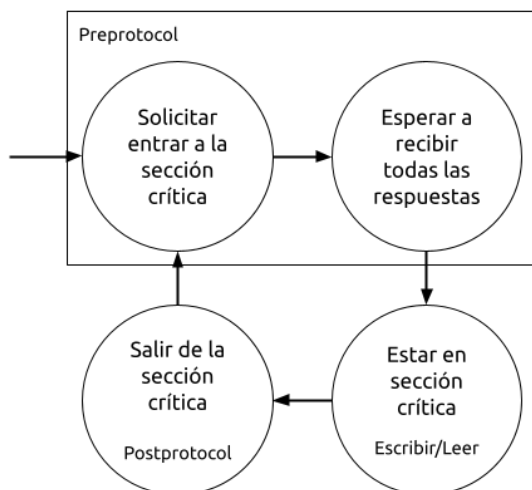 Preprotocol
Solicitar
entrar a la
sección
crítica
Esperar a
recibir
todas las
respuestas
Salir de la
sección
crítica
Postprotocol
Estar en
sección
crítica
Escribir/Leer